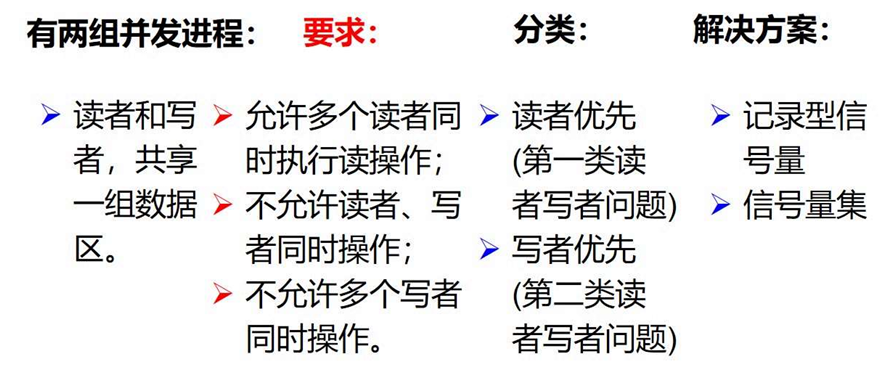 有两组并发进程：
读者和写
者，共享
一组数据
区。
要求：
允许多个读者同
时执行读操作；
不允许读者、写
者同时操作；
不允许多个写者
同时操作。
分类：
读者优先
(第一类读
者写者问题)
写者优先
(第二类读
者写者问题)
解决方案：
记录型信
号量
信号量集